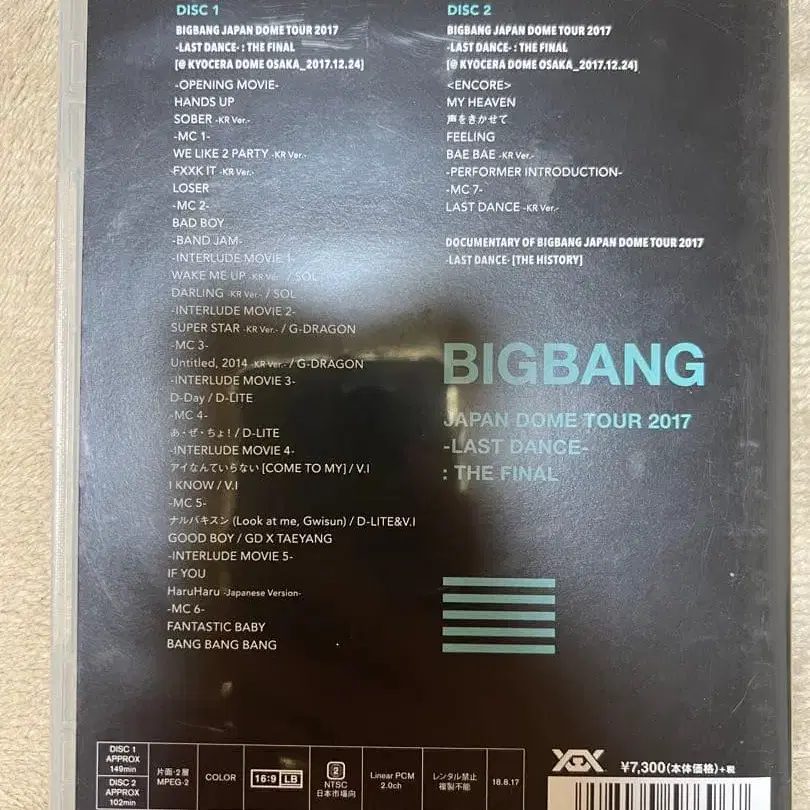 DISC 1
BIGBANG JAPAN DOME TOUR 2017
-LAST DANCE- : THE FINAL
[@ KYOCERA DOME OSAKA_2017.12.24]
-OPENING MOVIE-
HANDS UP
SOBER -KR Ver.-
-MC 1-
WE LIKE 2 PARTY -KR Ver.-
-FXXK IT -KR Ver.-
LOSER
-MC 2-
BAD BOY
-BAND JAM-
-INTERLUDE MOVIE 1-
WAKE ME UP -KR Ver.- / SOL
DARLING -KR Ver.- / SOL
-INTERLUDE MOVIE 2-
SUPER STAR -KR Ver.- / G-DRAGON
-MC 3-
Untitled, 2014 -KR Ver.- / G-DRAGON
-INTERLUDE MOVIE 3-
D-Day / D-LITE
-MC 4-
あ・ぜ・ちょ! / D-LITE
-INTERLUDE MOVIE 4-
アイなんていらない [COME TO MY] / V.I
I KNOW / V.I
-MC 5-
ナルバキスン (Look at me, Gwisun) / D-LITE&V.I
GOOD BOY / GD X TAEYANG
-INTERLUDE MOVIE 5-
IF YOU
HaruHaru -Japanese Version-
-MC 6-
FANTASTIC BABY
BANG BANG BANG
DISC 2
BIGBANG JAPAN DOME TOUR 2017
-LAST DANCE- : THE FINAL
[@ KYOCERA DOME OSAKA_2017.12.24]
<ENCORE>
MY HEAVEN
声をきかせて
FEELING
BAE BAE -KR Ver.-
-PERFORMER INTRODUCTION-
-MC 7-
LAST DANCE -KR Ver.-
DOCUMENTARY OF BIGBANG JAPAN DOME TOUR 2017
-LAST DANCE- [THE HISTORY]
BIGBANG
JAPAN DOME TOUR 2017
-LAST DANCE-
: THE FINAL
DISC 1
APPROX
149min
DISC 2
APPROX
102min
片面・2層
MPEG-2
COLOR
16:9 LB
2
NTSC
日本市場向
Linear PCM
2.0ch
レンタル禁止
複製不能
18.8.17
YGX
¥7,300(本体価格)+税